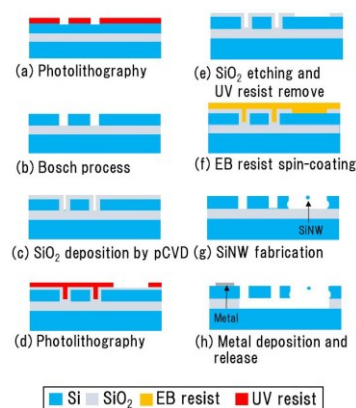 (a) Photolithography
(b) Bosch process
(c) SiO₂ deposition by pCVD
(d) Photolithography
(e) SiO₂ etching and
UV resist remove
(f) EB resist spin-coating
SiNW
(g) SiNW fabrication
Metal
(h) Metal deposition and
release
Si SiO₂ EB resist UV resist